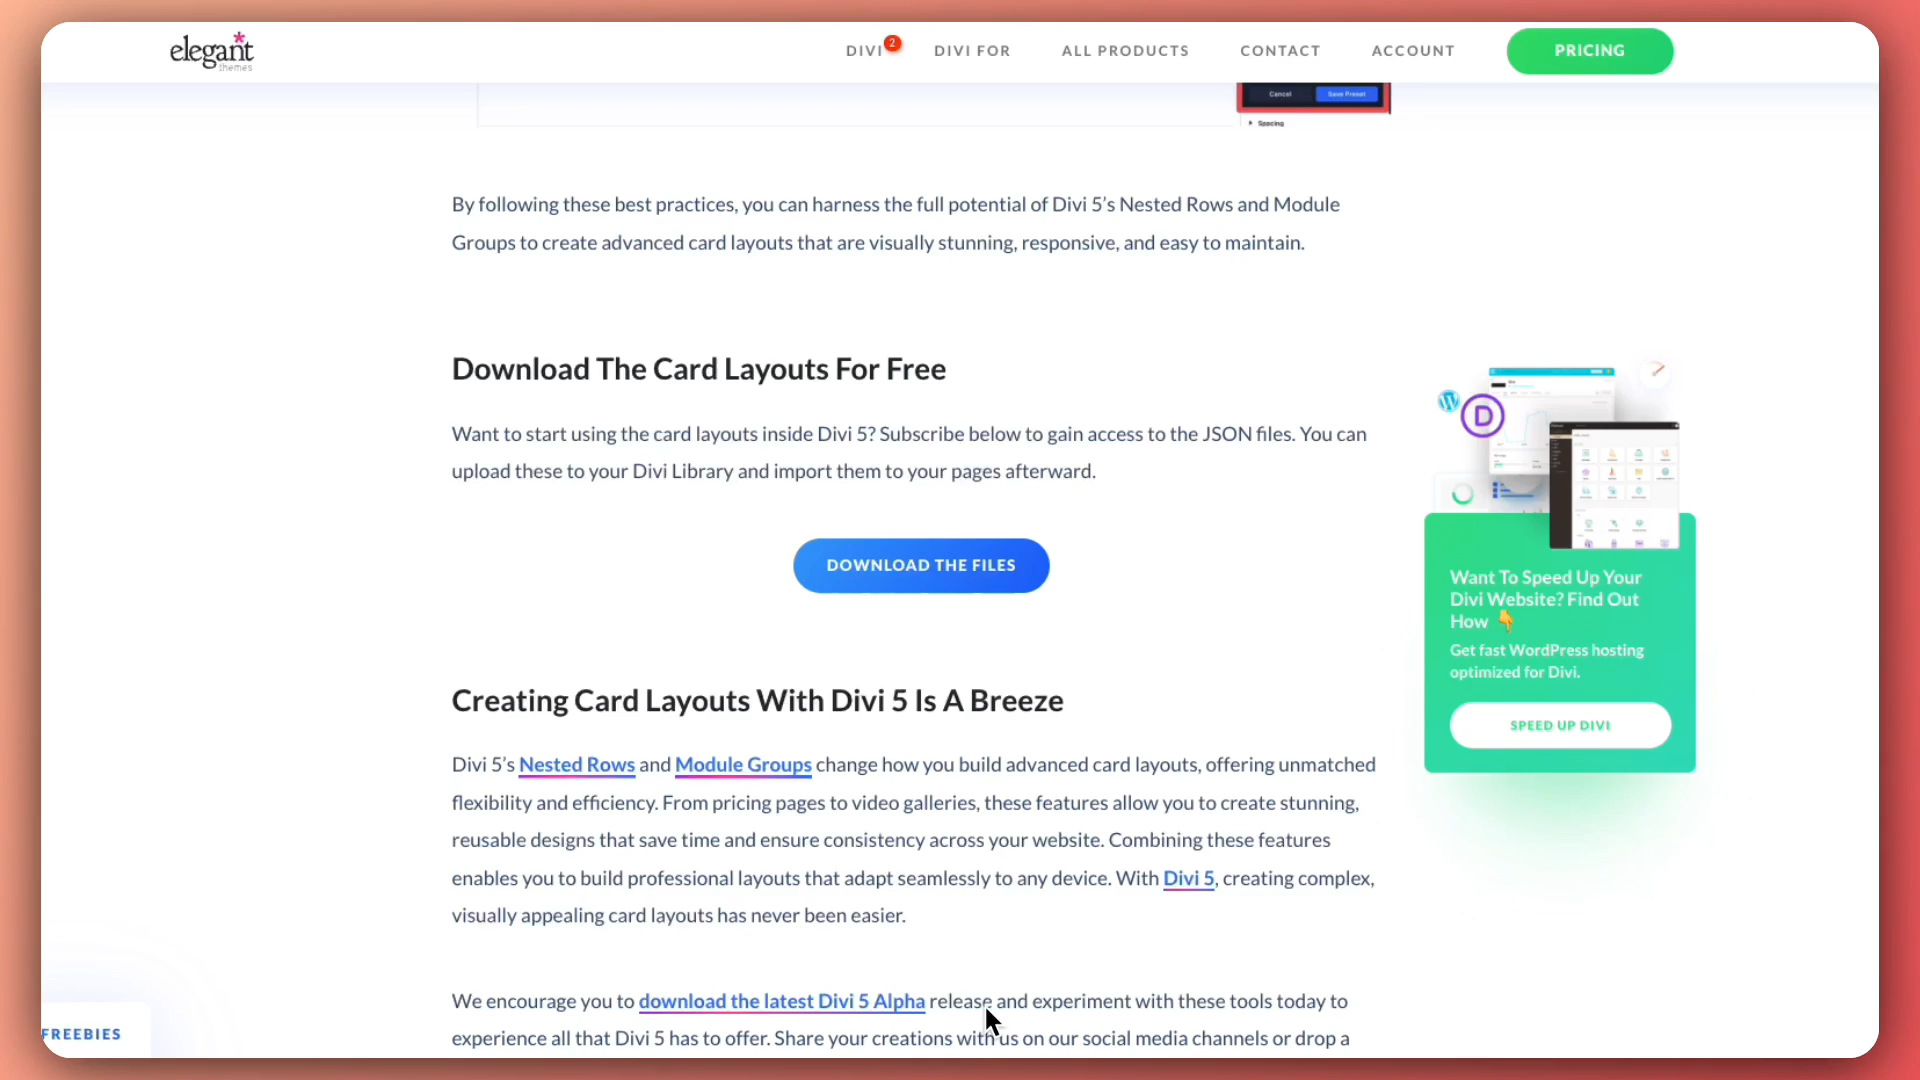 elegant
themes
DIVI 2
DIVI FOR
ALL PRODUCTS
CONTACT
ACCOUNT
PRICING
Cancel
Save Preset
Spacing
By following these best practices, you can harness the full potential of Divi 5’s Nested Rows and Module
Groups to create advanced card layouts that are visually stunning, responsive, and easy to maintain.
Download The Card Layouts For Free
Want to start using the card layouts inside Divi 5? Subscribe below to gain access to the JSON files. You can
upload these to your Divi Library and import them to your pages afterward.
DOWNLOAD THE FILES
Want To Speed Up Your
Divi Website? Find Out
How 👇
Get fast WordPress hosting
optimized for Divi.
SPEED UP DIVI
Creating Card Layouts With Divi 5 Is A Breeze
Divi 5’s Nested Rows and Module Groups change how you build advanced card layouts, offering unmatched
flexibility and efficiency. From pricing pages to video galleries, these features allow you to create stunning,
reusable designs that save time and ensure consistency across your website. Combining these features
enables you to build professional layouts that adapt seamlessly to any device. With Divi 5, creating complex,
visually appealing card layouts has never been easier.
We encourage you to download the latest Divi 5 Alpha release and experiment with these tools today to
experience all that Divi 5 has to offer. Share your creations with us on our social media channels or drop a
FREEBIES